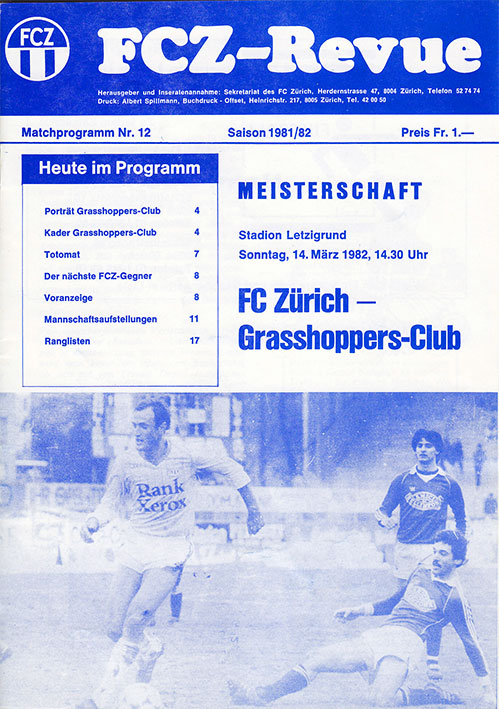 FCZ
FCZ-Revue
Herausgeber und Inseratenannahme: Sekretariat des FC Zürich, Herdernstrasse 47, 8004 Zürich, Telefon 52 74 74
Druck: Albert Spillmann, Buchdruck - Offset, Heinrichstr. 217, 8005 Zürich, Tel. 42 00 50
Matchprogramm Nr. 12 Saison 1981/82 Preis Fr. 1.—
Heute im Programm
Porträt Grasshoppers-Club 4
Kader Grasshoppers-Club 4
Totomat 7
Der nächste FCZ-Gegner 8
Voranzeige 8
Mannschaftsaufstellungen 11
Ranglisten 17
MEISTERSCHAFT
Stadion Letzigrund
Sonntag, 14. März 1982, 14.30 Uhr
FC Zürich –
Grasshoppers-Club
Rank
Xerox